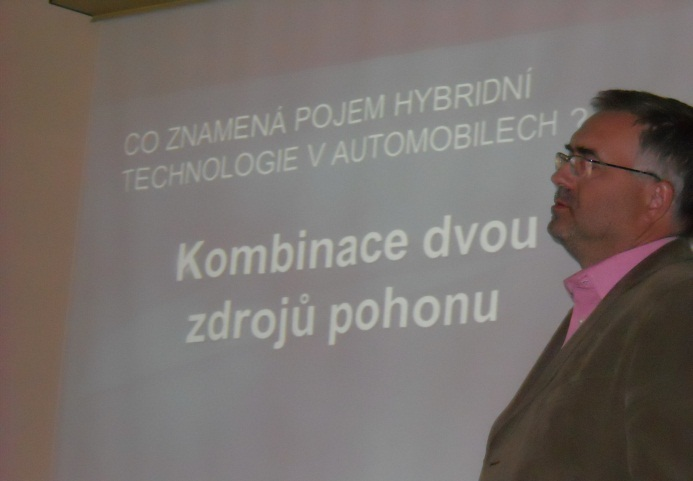 CO ZNAMENÁ POJEM HYBRIDNÍ
TECHNOLOGIE V AUTOMOBILECH ?
Kombinace dvou
zdrojů pohonu